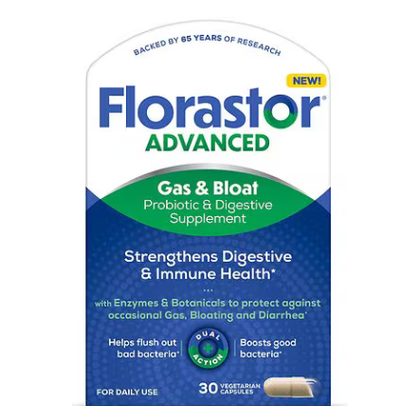 BACKED BY 65 YEARS OF RESEARCH
NEW!
Florastor®
ADVANCED
Gas & Bloat
Probiotic & Digestive
Supplement
Strengthens Digestive
& Immune Health*
with Enzymes & Botanicals to protect against
occasional Gas, Bloating and Diarrhea*
Helps flush out
bad bacteria*
DUAL
ACTION
Boosts good
bacteria*
FOR DAILY USE
30 VEGETARIAN
CAPSULES